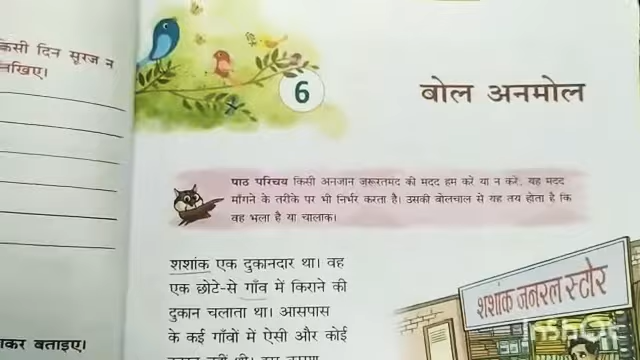 किसी दिन सूरज न
6
बोल अनमोल
पाठ परिचय किसी अनजान ज़रूरतमंद की मदद हम करें या न करें, यह मदद
माँगने के तरीके पर भी निर्भर करता है। उसकी बोलचाल से यह तय होता है कि
वह भला है या चालाक।
शशांक एक दुकानदार था। वह
एक छोटे-से गाँव में किराने की
दुकान चलाता था। आसपास
के कई गाँवों में ऐसी और कोई
शशांक जनरल स्टोर
बताइए।